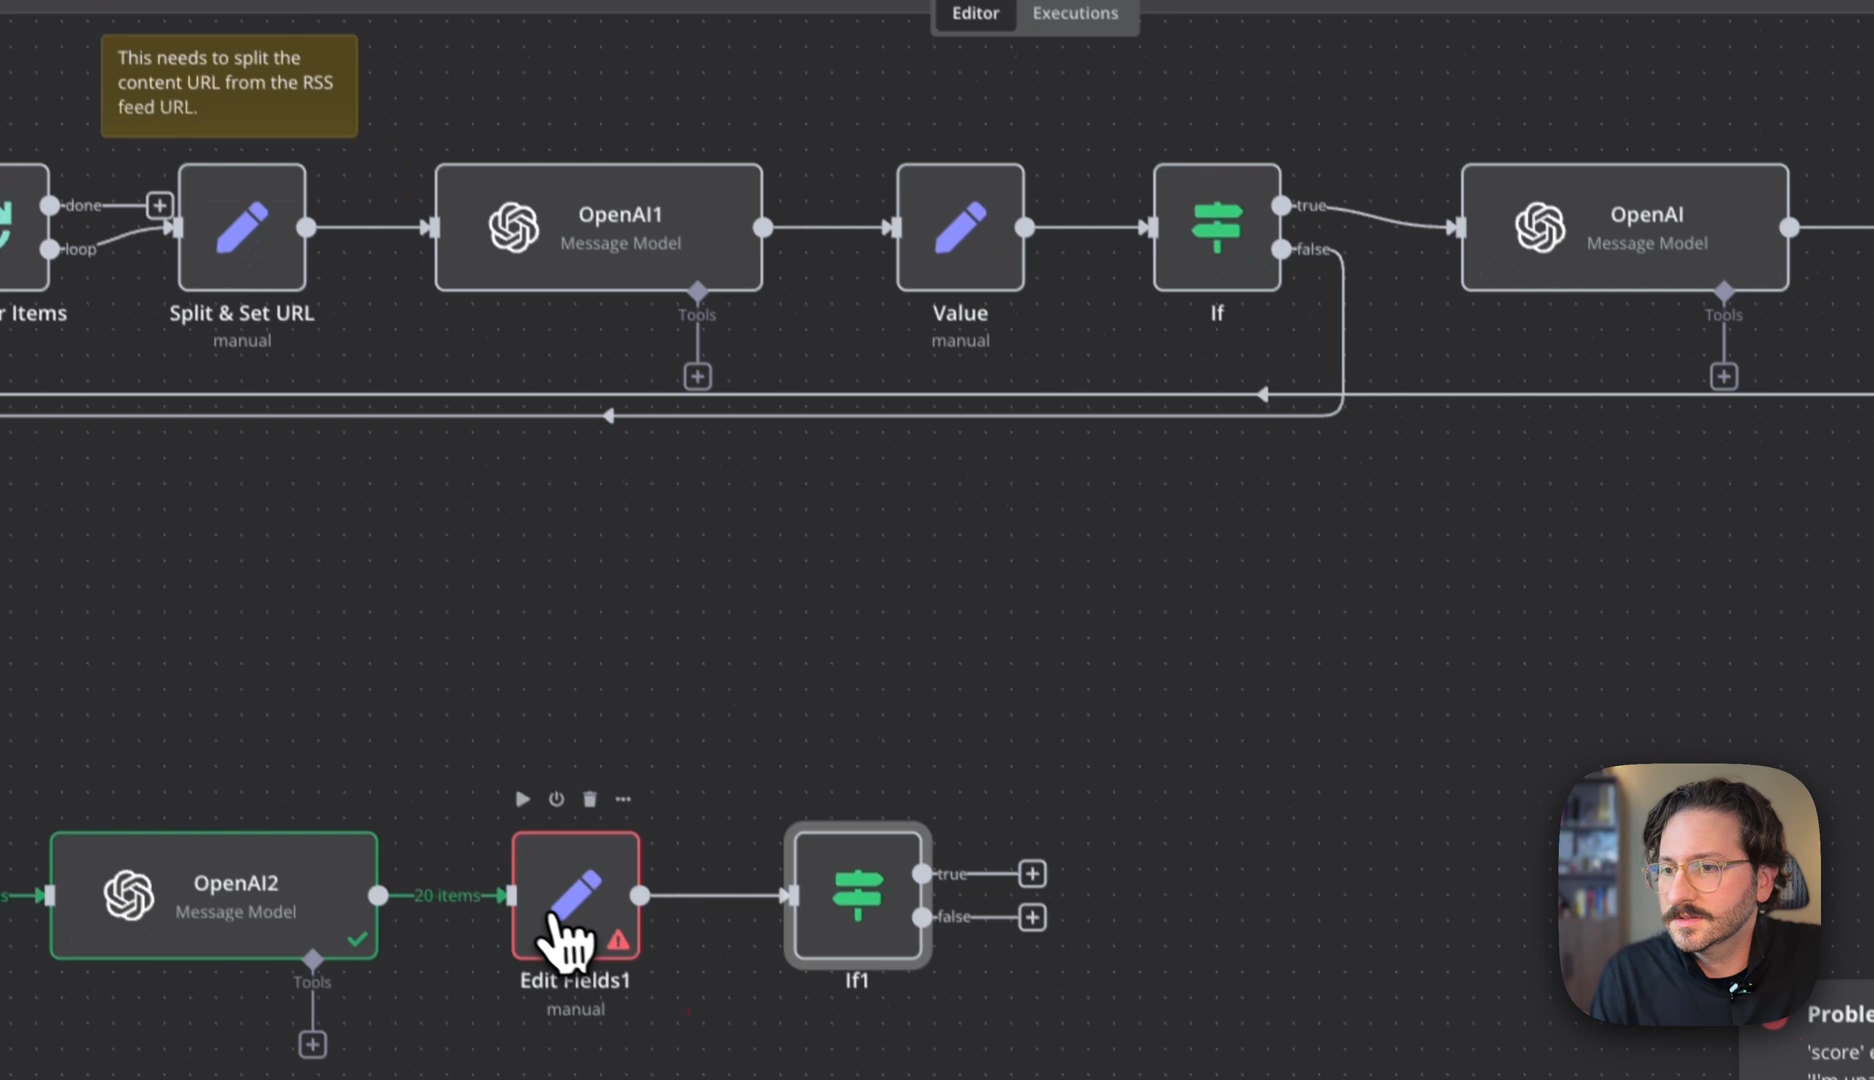 Editor
Executions
This needs to split the
content URL from the RSS
feed URL.
done
loop
OpenAI1
Message Model
true
false
OpenAI
Message Model
r Items
Split & Set URL
manual
Tools
Value
manual
If
Tools
s
OpenAI2
Message Model
20 items
true
false
Tools
Edit Fields1
manual
If1
Proble
'score' e